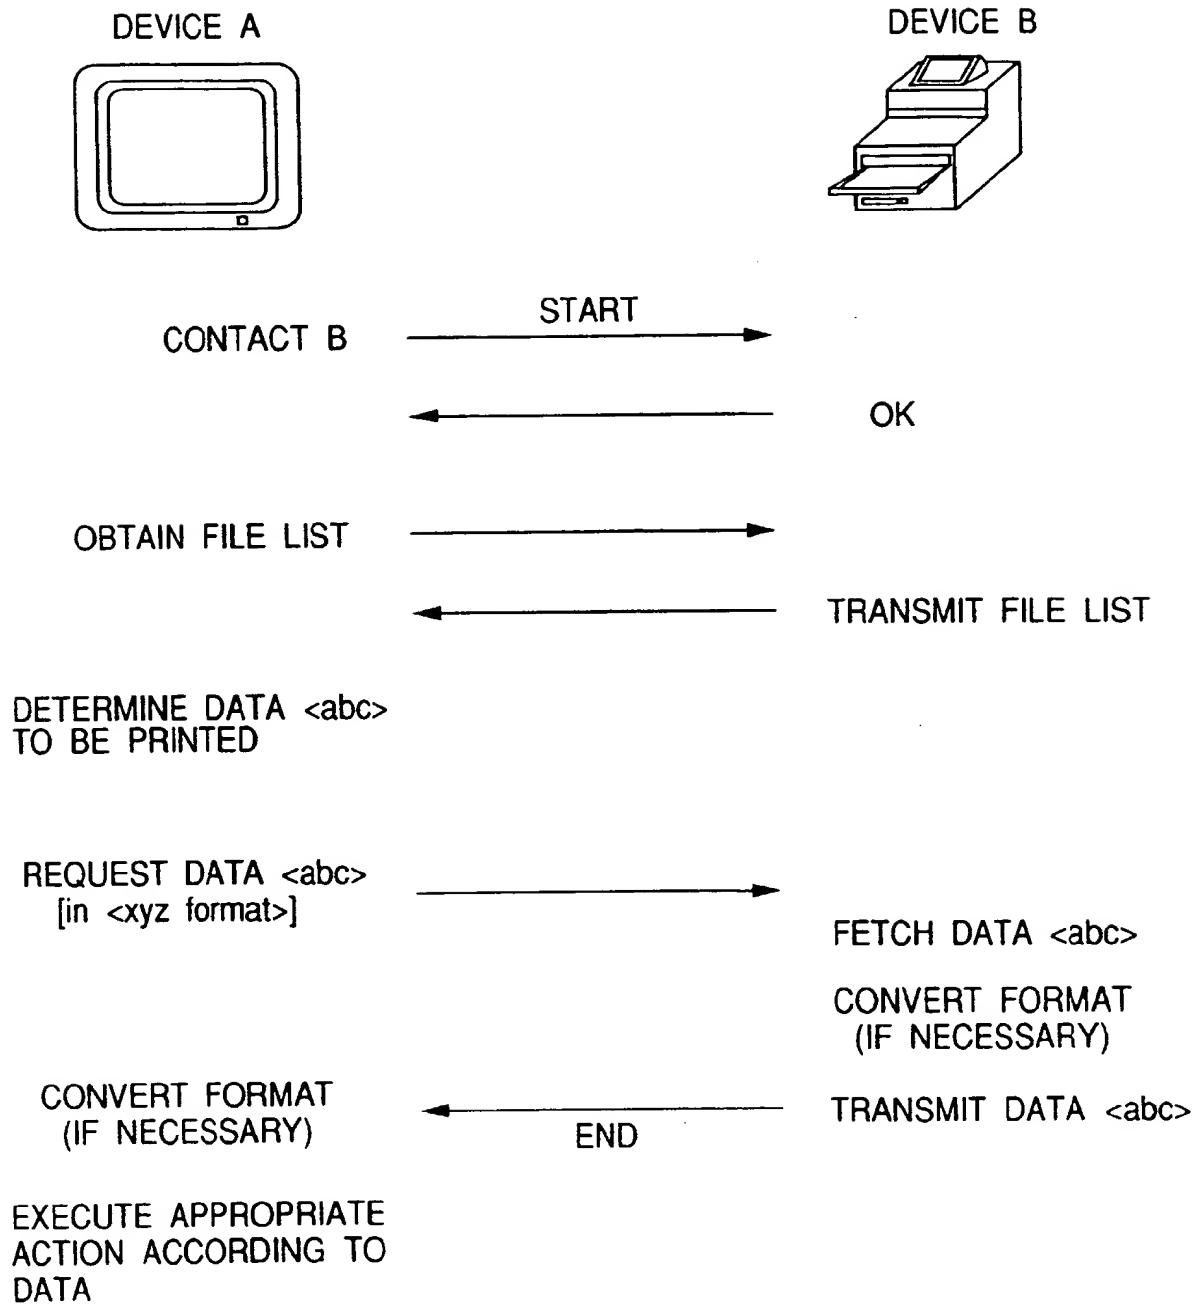 DEVICE A
DEVICE B
START
CONTACT B
OK
OBTAIN FILE LIST
TRANSMIT FILE LIST
DETERMINE DATA <abc>
TO BE PRINTED
REQUEST DATA <abc>
[in <xyz format>]
FETCH DATA <abc>
CONVERT FORMAT
(IF NECESSARY)
CONVERT FORMAT
(IF NECESSARY)
TRANSMIT DATA <abc>
END
EXECUTE APPROPRIATE
ACTION ACCORDING TO
DATA